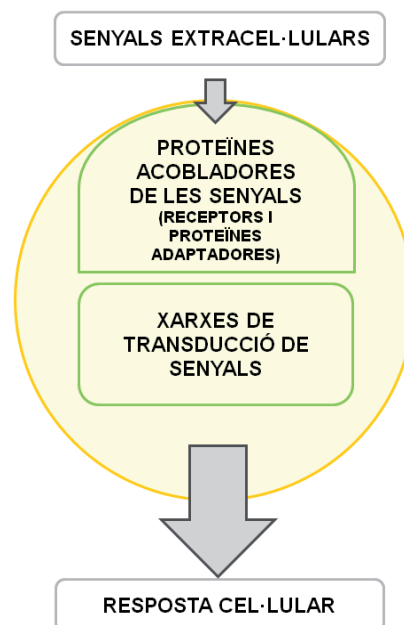 SENYALS EXTRACEL·LULARS
PROTEÏNES
ACOBLADORES
DE LES SENYALS
(RECEPTORS I
PROTEÏNES
ADAPTADORES)
XARXES DE
TRANSDUCCIÓ DE
SENYALS
RESPOSTA CEL·LULAR